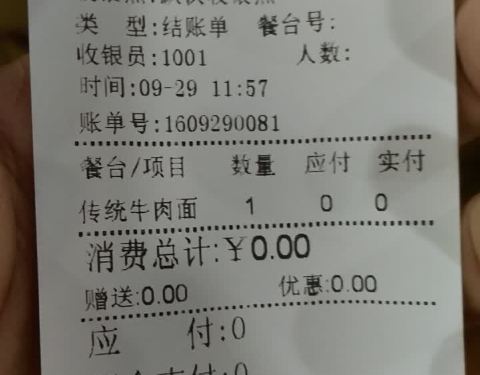 类 型:结账单 餐台号:
收银员:1001 人数:
时间:09-29 11:57
账单号:1609290081
餐台/项目 数量 应付 实付
传统牛肉面 1 0 0
消费总计:￥0.00
赠送:0.00 优惠:0.00
应 付:0
支付:0